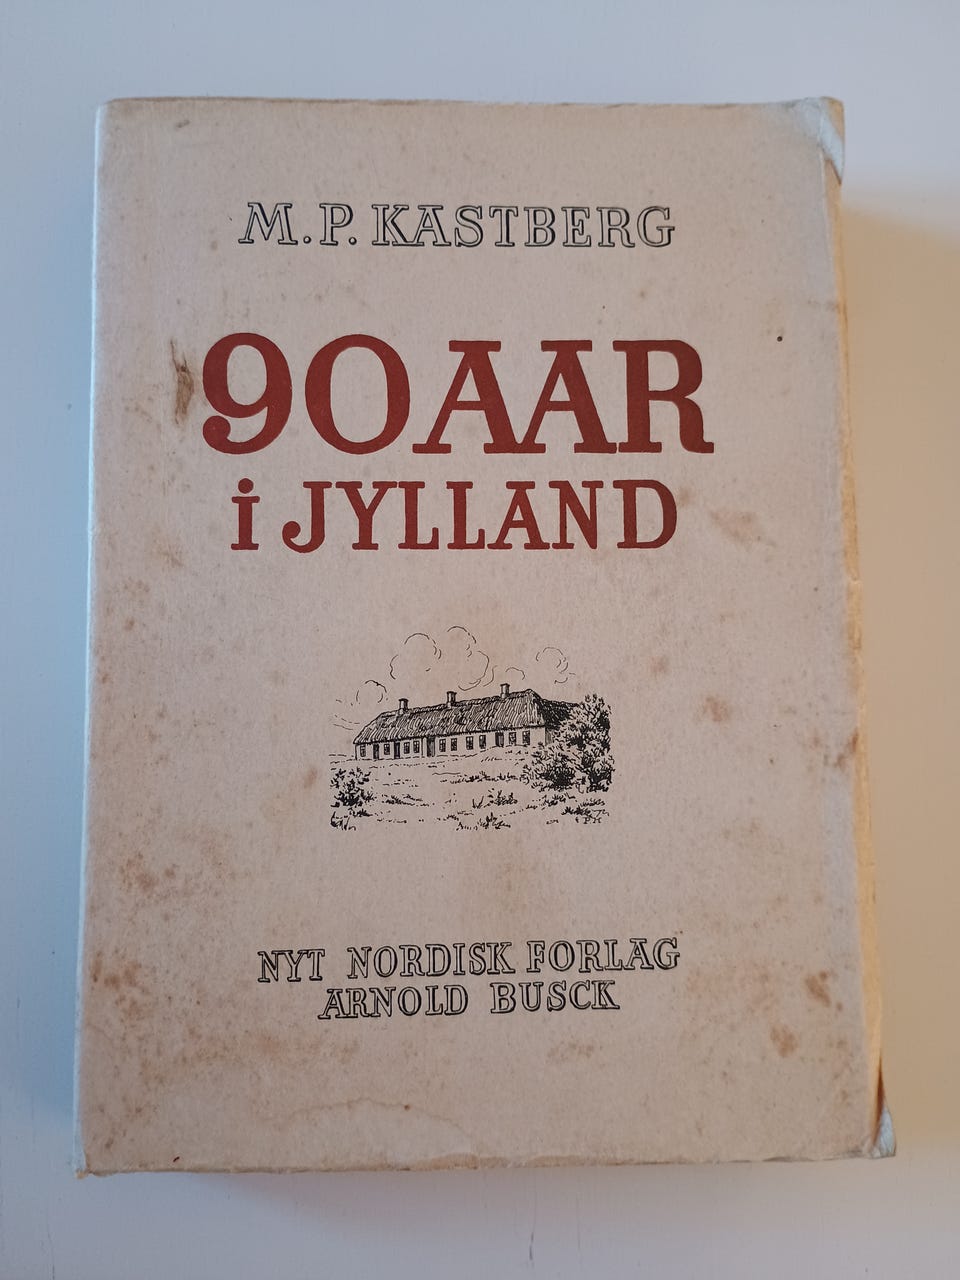 M. P. KASTBERG
90 AAR
i JYLLAND
NYT NORDISK FORLAG
ARNOLD BUSCK